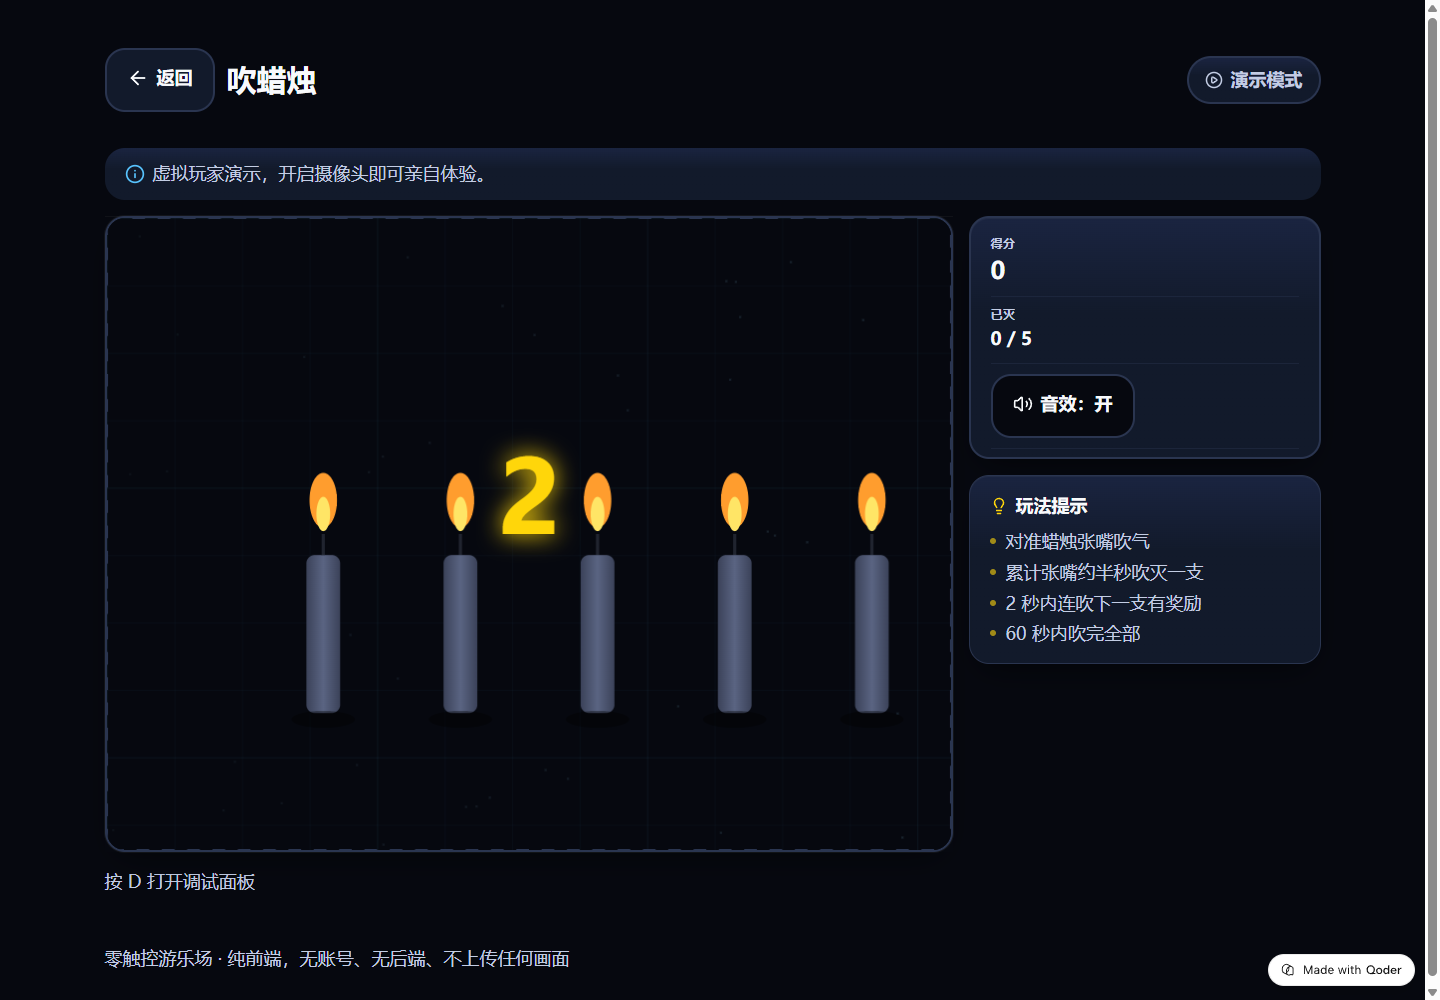 返回
吹蜡烛
演示模式
虚拟玩家演示，开启摄像头即可亲自体验。
2
得分
0
已灭
0 / 5
音效：开
玩法提示
对准蜡烛张嘴吹气
累计张嘴约半秒吹灭一支
2 秒内连吹下一支有奖励
60 秒内吹完全部
按 D 打开调试面板
零触控游乐场 · 纯前端，无账号、无后端、不上传任何画面
Made with Qoder